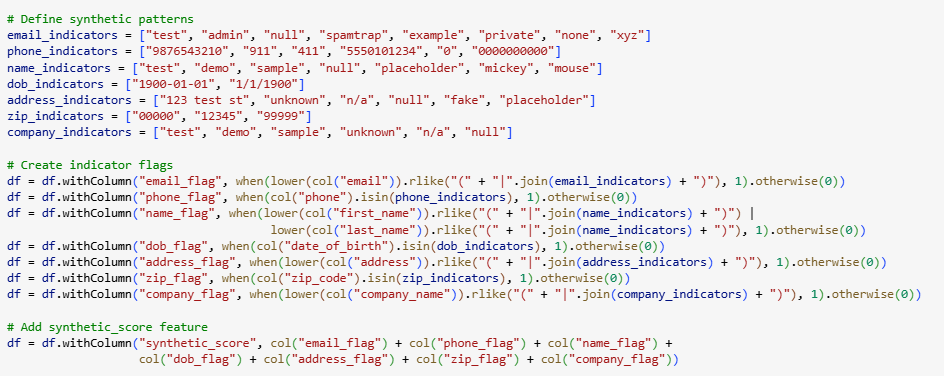 # Define synthetic patterns
email_indicators = ["test", "admin", "null", "spamtrap", "example", "private", "none", "xyz"]
phone_indicators = ["9876543210", "911", "411", "5550101234", "0", "0000000000"]
name_indicators = ["test", "demo", "sample", "null", "placeholder", "mickey", "mouse"]
dob_indicators = ["1900-01-01", "1/1/1900"]
address_indicators = ["123 test st", "unknown", "n/a", "null", "fake", "placeholder"]
zip_indicators = ["00000", "12345", "99999"]
company_indicators = ["test", "demo", "sample", "unknown", "n/a", "null"]

# Create indicator flags
df = df.withColumn("email_flag", when(lower(col("email")).rlike("(" + "|".join(email_indicators) + ")"), 1).otherwise(0))
df = df.withColumn("phone_flag", when(col("phone").isin(phone_indicators), 1).otherwise(0))
df = df.withColumn("name_flag", when(lower(col("first_name")).rlike("(" + "|".join(name_indicators) + ")") |
                                lower(col("last_name")).rlike("(" + "|".join(name_indicators) + ")"), 1).otherwise(0))
df = df.withColumn("dob_flag", when(col("date_of_birth").isin(dob_indicators), 1).otherwise(0))
df = df.withColumn("address_flag", when(lower(col("address")).rlike("(" + "|".join(address_indicators) + ")"), 1).otherwise(0))
df = df.withColumn("zip_flag", when(col("zip_code").isin(zip_indicators), 1).otherwise(0))
df = df.withColumn("company_flag", when(lower(col("company_name")).rlike("(" + "|".join(company_indicators) + ")"), 1).otherwise(0))

# Add synthetic_score feature
df = df.withColumn("synthetic_score", col("email_flag") + col("phone_flag") + col("name_flag") +
                   col("dob_flag") + col("address_flag") + col("zip_flag") + col("company_flag"))